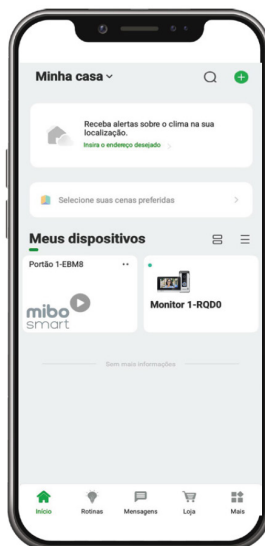 Minha casa
Receba alertas sobre o clima na sua
localização.
Insira o endereço desejado
Selecione suas cenas preferidas
Meus dispositivos
Portão 1-EBM8
mibo
smart
Monitor 1-RQD0
Sem mais informações
Início
Rotinas
Mensagens
Loja
Mais